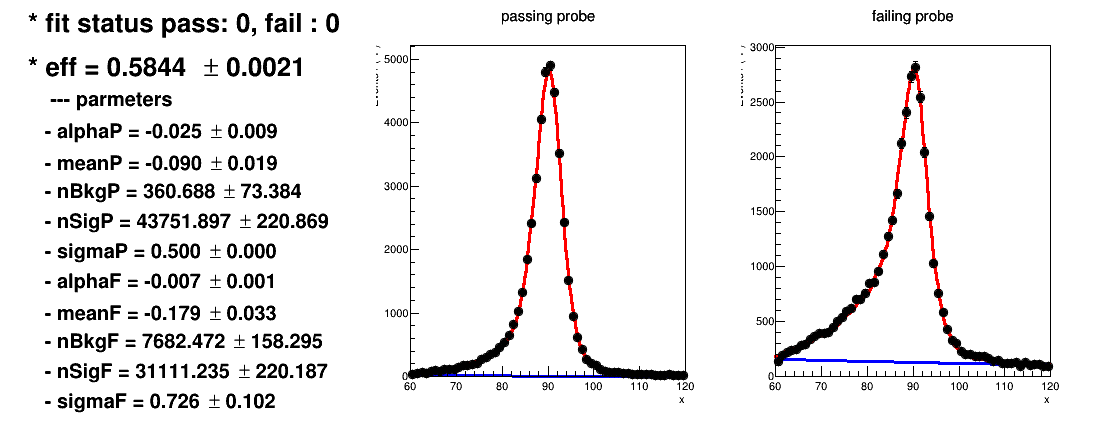 * fit status pass: 0, fail : 0
* eff = 0.5844 ± 0.0021
--- parmeters
- alphaP = -0.025 ± 0.009
- meanP = -0.090 ± 0.019
- nBkgP = 360.688 ± 73.384
- nSigP = 43751.897 ± 220.869
- sigmaP = 0.500 ± 0.000
- alphaF = -0.007 ± 0.001
- meanF = -0.179 ± 0.033
- nBkgF = 7682.472 ± 158.295
- nSigF = 31111.235 ± 220.187
- sigmaF = 0.726 ± 0.102
passing probe
5000
4000
3000
2000
1000
0
60 70 80 90 100 110 120
x
failing probe
3000
2500
2000
1500
1000
500
0
60 70 80 90 100 110 120
x